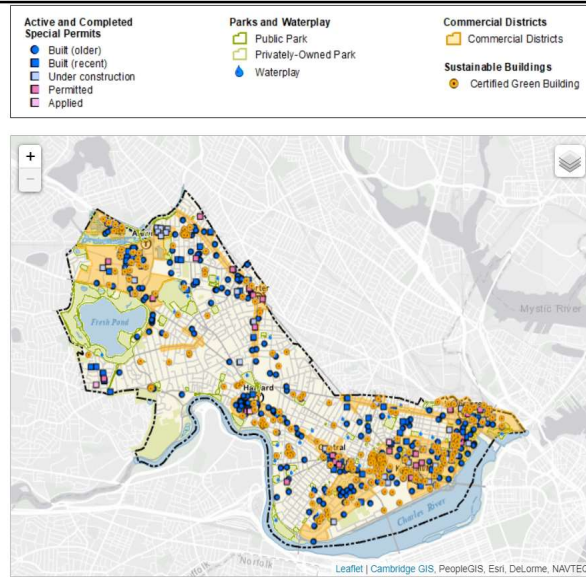 Active and Completed
Special Permits
Built (older)
Built (recent)
Under construction
Permitted
Applied
Parks and Waterplay
Public Park
Privately-Owned Park
Waterplay
Commercial Districts
Commercial Districts
Sustainable Buildings
Certified Green Building
+
−
Fresh Pond
Mystic River
Harvard
Charles River
Norfolk
Leaflet | Cambridge GIS, PeopleGIS, Esri, DeLorme, NAVTEQ